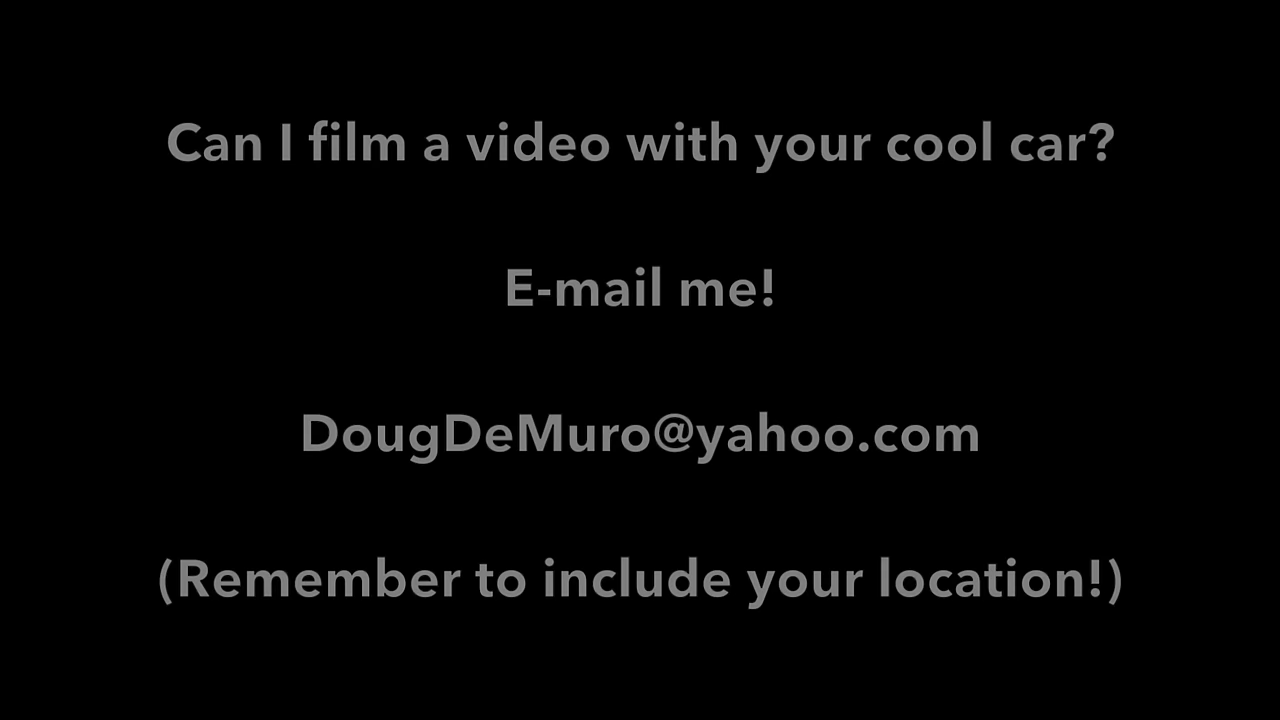 Can I film a video with your cool car?
E-mail me!
DougDeMuro@yahoo.com
(Remember to include your location!)